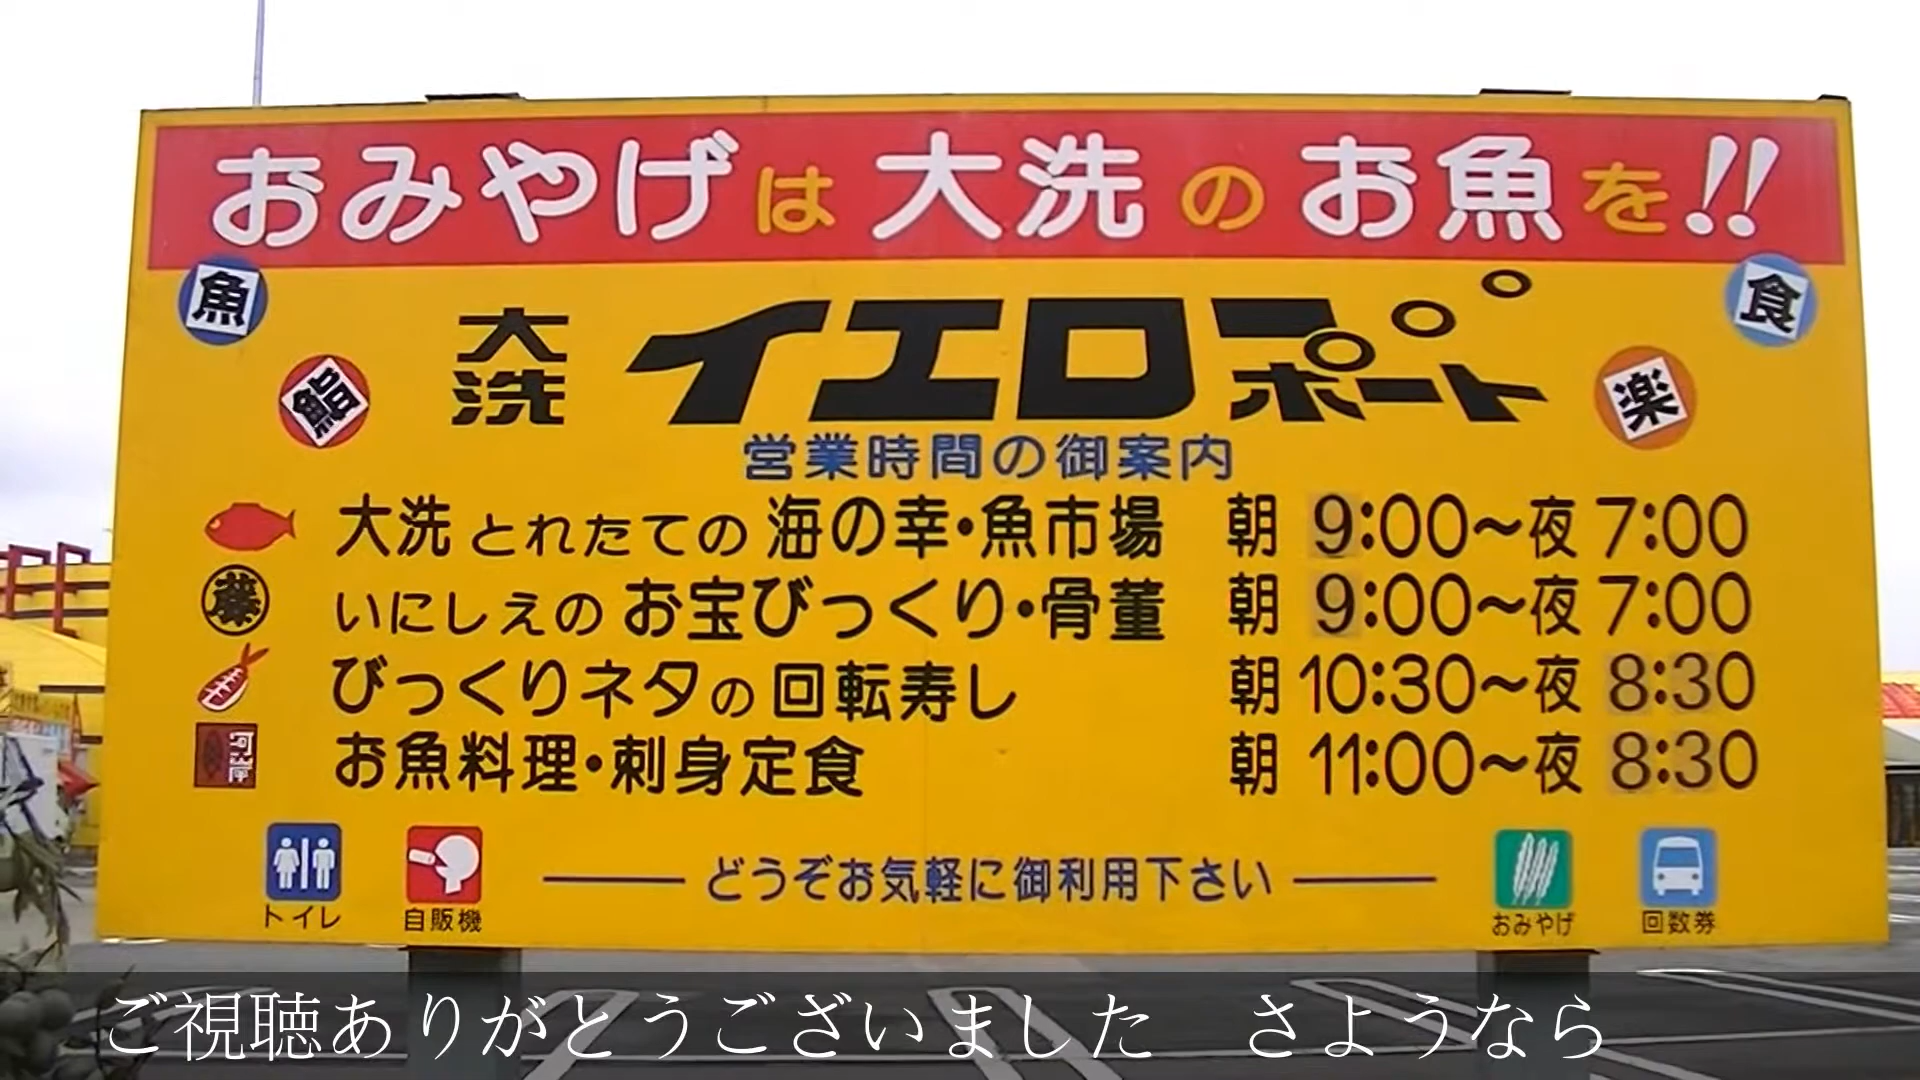 おみやげは大洗のお魚を!!
魚
食
大洗 イエローポート
鮨
楽
営業時間の御案内
大洗とれたての海の幸・魚市場 朝 9:00〜夜 7:00
藤
いにしえのお宝びっくり・骨董 朝 9:00〜夜 7:00
びっくりネタの回転寿し 朝 10:30〜夜 8:30
お魚料理・刺身定食 朝 11:00〜夜 8:30
どうぞお気軽に御利用下さい
トイレ 自販機 おみやげ 回数券
ご視聴ありがとうございました さようなら